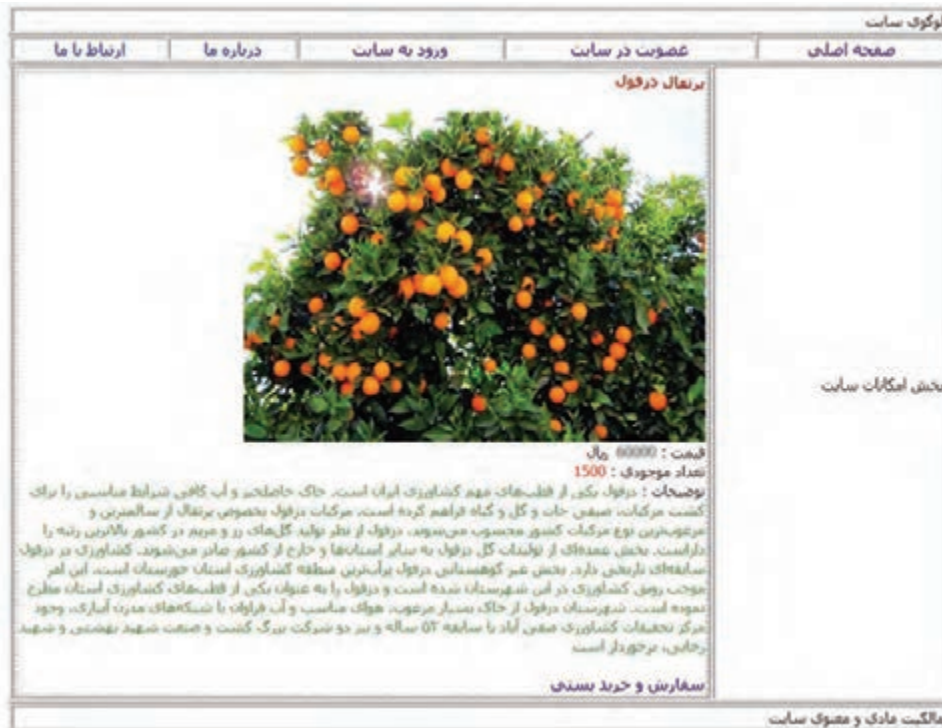 لوگوی سایت
صفحه اصلی
عضویت در سایت
ورود به سایت
درباره ما
ارتباط با ما
پرتقال دزفول
بخش امکانات سایت
قیمت : 60000 ریال
تعداد موجودی : 1500
توضیحات : دزفول یکی از قطب‌های مهم کشاورزی ایران است. خاک حاصلخیز و آب کافی شرایط مناسبی را برای
کشت مرکبات، صیفی جات و گل و گیاه فراهم کرده است. مرکبات دزفول بخصوص پرتقال از سالمترین و
مرغوب‌ترین نوع مرکبات کشور محسوب می‌شوند. دزفول از نظر تولید گل‌های رز و مریم در کشور بالاترین رتبه را
داراست. بخش عمده‌ای از تولیدات گل دزفول به سایر استان‌ها و خارج از کشور صادر می‌شوند. کشاورزی در دزفول
سابقه‌ای تاریخی دارد. بخش غیر کوهستانی دزفول پرآب‌ترین منطقه کشاورزی استان خوزستان است. این امر
موجب رونق کشاورزی در این شهرستان شده است و دزفول را به عنوان یکی از قطب‌های کشاورزی استان مطرح
نموده است. شهرستان دزفول از خاک بسیار مرغوب، هوای مناسب و آب فراوان با شبکه‌های مدرن آبیاری، وجود
مرکز تحقیقات کشاورزی صفی آباد با سابقه ۵۲ ساله و نیز دو شرکت بزرگ کشت و صنعت شهید بهشتی و شهید
رجایی، برخوردار است
سفارش و خرید پستی
مالکیت مادی و معنوی سایت